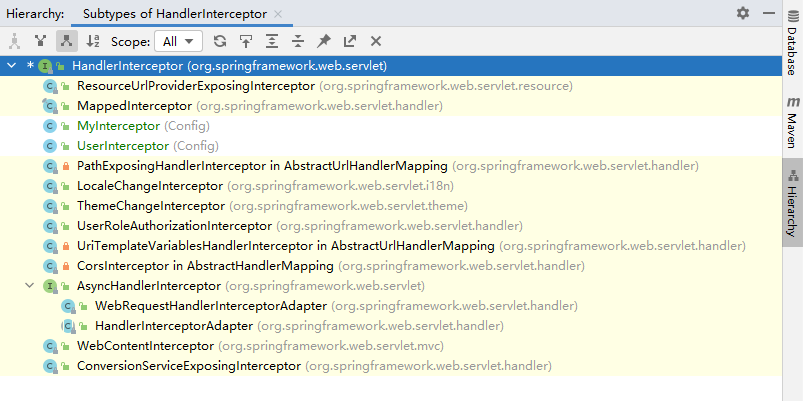 Hierarchy: Subtypes of HandlerInterceptor
Scope: All
* HandlerInterceptor (org.springframework.web.servlet)
ResourceUrlProviderExposingInterceptor (org.springframework.web.servlet.resource)
MappedInterceptor (org.springframework.web.servlet.handler)
MyInterceptor (Config)
UserInterceptor (Config)
PathExposingHandlerInterceptor in AbstractUrlHandlerMapping (org.springframework.web.servlet.handler)
LocaleChangeInterceptor (org.springframework.web.servlet.i18n)
ThemeChangeInterceptor (org.springframework.web.servlet.theme)
UserRoleAuthorizationInterceptor (org.springframework.web.servlet.handler)
UriTemplateVariablesHandlerInterceptor in AbstractUrlHandlerMapping (org.springframework.web.servlet.handler)
CorsInterceptor in AbstractHandlerMapping (org.springframework.web.servlet.handler)
AsyncHandlerInterceptor (org.springframework.web.servlet)
WebRequestHandlerInterceptorAdapter (org.springframework.web.servlet.handler)
HandlerInterceptorAdapter (org.springframework.web.servlet.handler)
WebContentInterceptor (org.springframework.web.servlet.mvc)
ConversionServiceExposingInterceptor (org.springframework.web.servlet.handler)
Database
Maven
Hierarchy